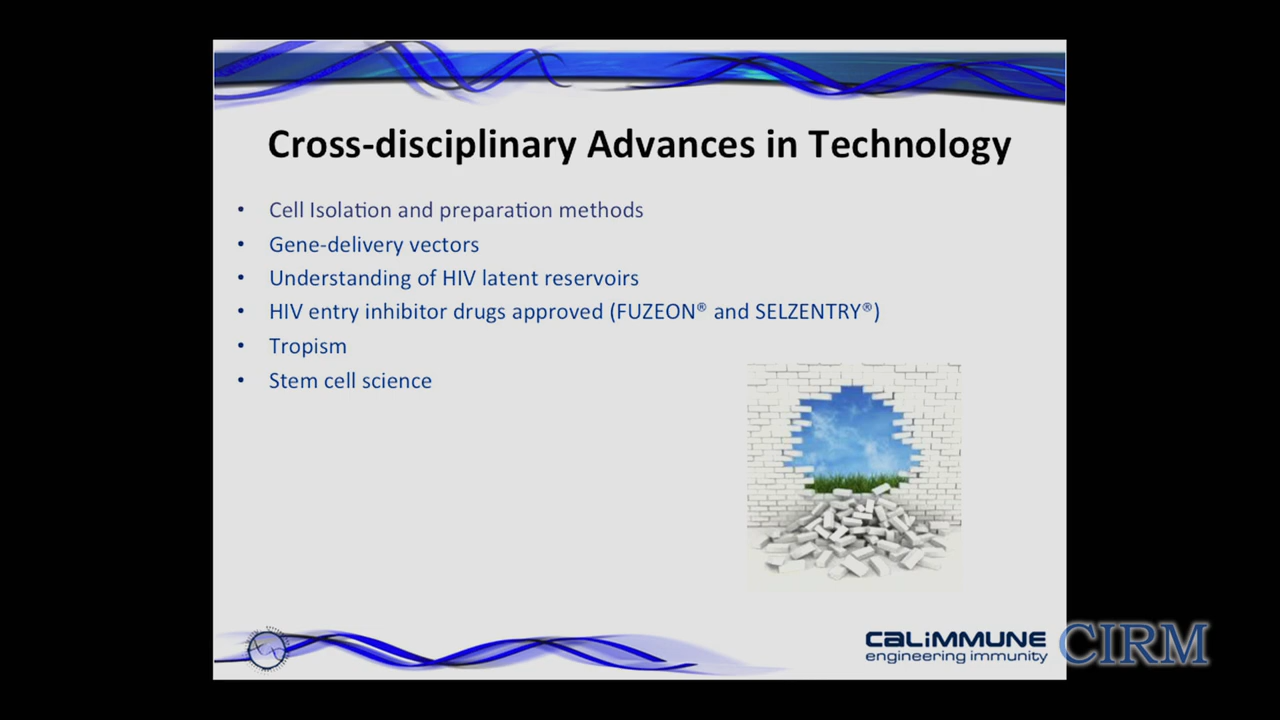 Cross-disciplinary Advances in Technology
• Cell Isolation and preparation methods
• Gene-delivery vectors
• Understanding of HIV latent reservoirs
• HIV entry inhibitor drugs approved (FUZEON® and SELZENTRY®)
• Tropism
• Stem cell science
CALIMMUNE
engineering immunity
CIRM